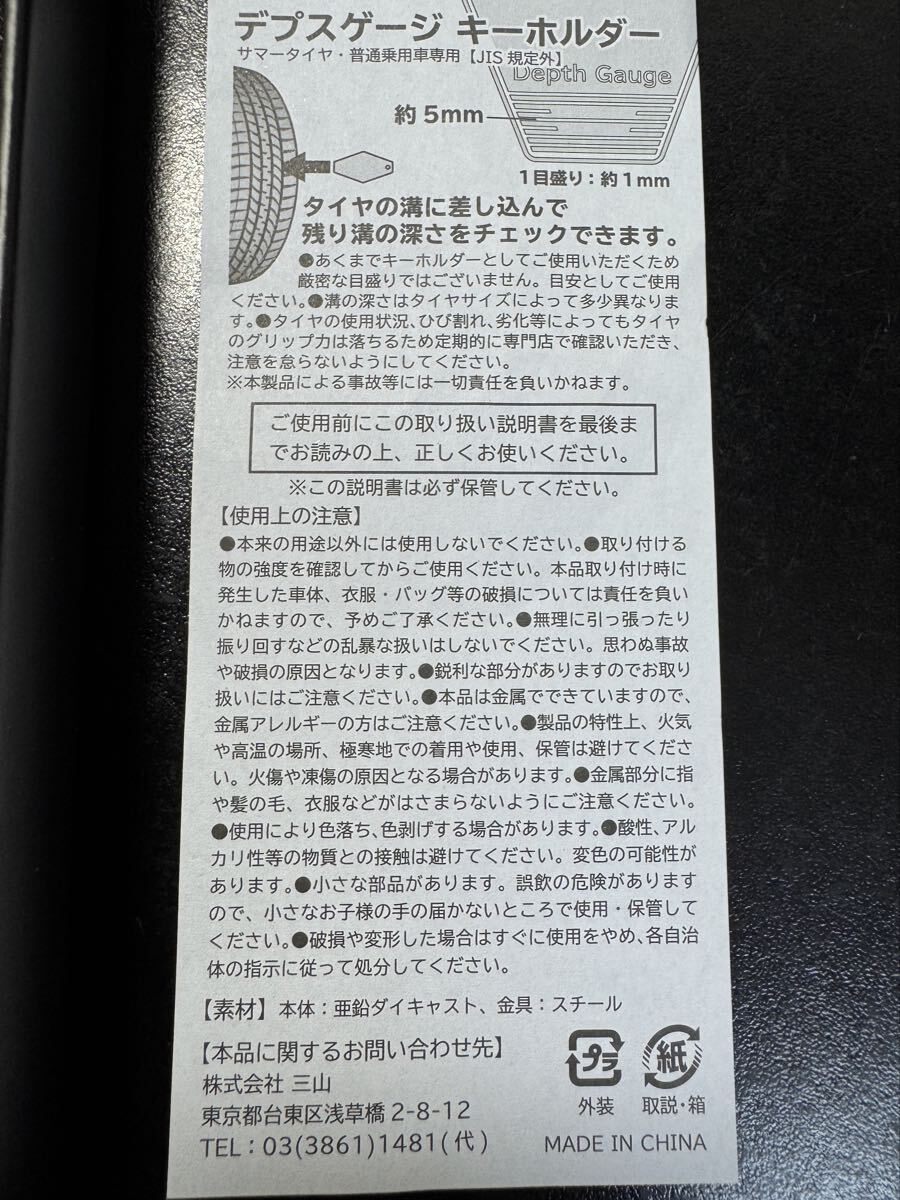 デプスゲージ キーホルダー
サマータイヤ・普通乗用車専用【JIS規定外】
Depth Gauge
約5mm
1目盛り：約1mm
タイヤの溝に差し込んで
残り溝の深さをチェックできます。
●あくまでキーホルダーとしてご使用いただくため
厳密な目盛りではございません。目安としてご使用
ください。●溝の深さはタイヤサイズによって多少異なりま
す。●タイヤの使用状況、ひび割れ、劣化等によってもタイヤ
のグリップ力は落ちるため定期的に専門店で確認いただき、
注意を怠らないようにしてください。
※本製品による事故等には一切責任を負いかねます。
ご使用前にこの取り扱い説明書を最後ま
でお読みの上、正しくお使いください。
※この説明書は必ず保管してください。
【使用上の注意】
●本来の用途以外には使用しないでください。●取り付ける
物の強度を確認してからご使用ください。本品取り付け時に
発生した車体、衣服・バッグ等の破損については責任を負い
かねますので、予めご了承ください。●無理に引っ張ったり
振り回すなどの乱暴な扱いはしないでください。思わぬ事故
や破損の原因となります。●鋭利な部分がありますのでお取り
扱いにはご注意ください。●本品は金属でできていますので、
金属アレルギーの方はご注意ください。●製品の特性上、火気
や高温の場所、極寒地での着用や使用、保管は避けてくださ
い。火傷や凍傷の原因となる場合があります。●金属部分に指
や髪の毛、衣服などがはさまらないようにご注意ください。
●使用により色落ち、色剥げする場合があります。●酸性、アル
カリ性等の物質との接触は避けてください。変色の可能性が
あります。●小さな部品があります。誤飲の危険があります
ので、小さなお子様の手の届かないところで使用・保管して
ください。●破損や変形した場合はすぐに使用をやめ、各自治
体の指示に従って処分してください。
【素材】本体：亜鉛ダイキャスト、金具：スチール
【本品に関するお問い合わせ先】
株式会社 三山
東京都台東区浅草橋 2-8-12
TEL：03(3861)1481(代)
プラ
外装
紙
取説・箱
MADE IN CHINA